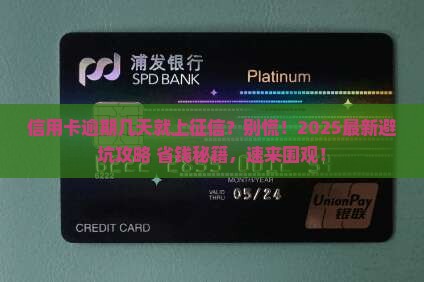 浦发银行
SPD BANK
Platinum
信用卡逾期几天就上征信？别慌！2025最新避
坑攻略 省钱秘籍，速来围观！
MONTH/YEAR
VALID THRU 05/24
CREDIT CARD
UnionPay
银联